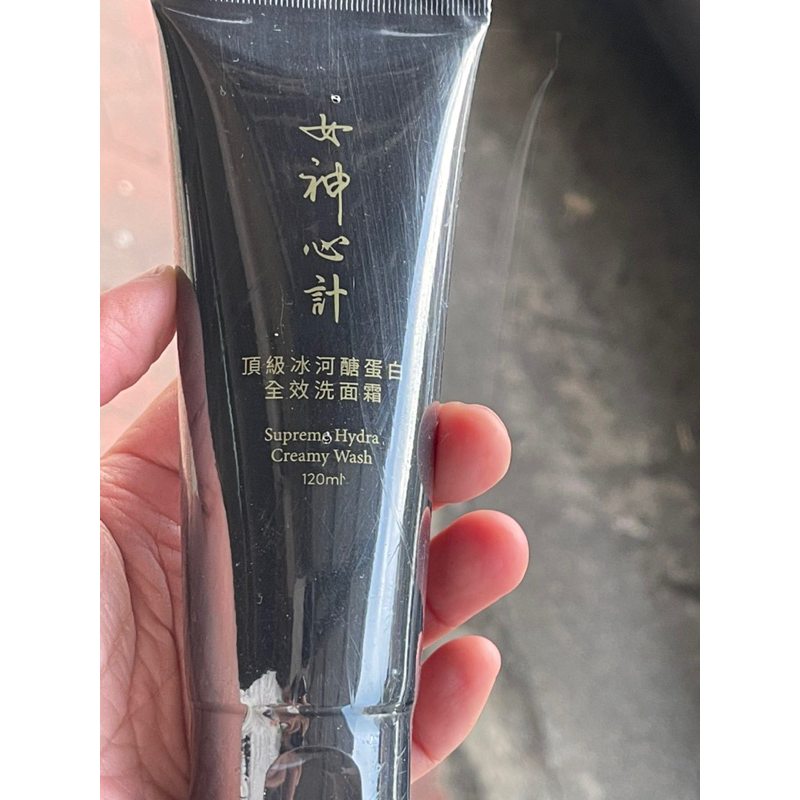 女神心計
頂級冰河醣蛋白
全效洗面霜
Supreme Hydra
Creamy Wash
120ml